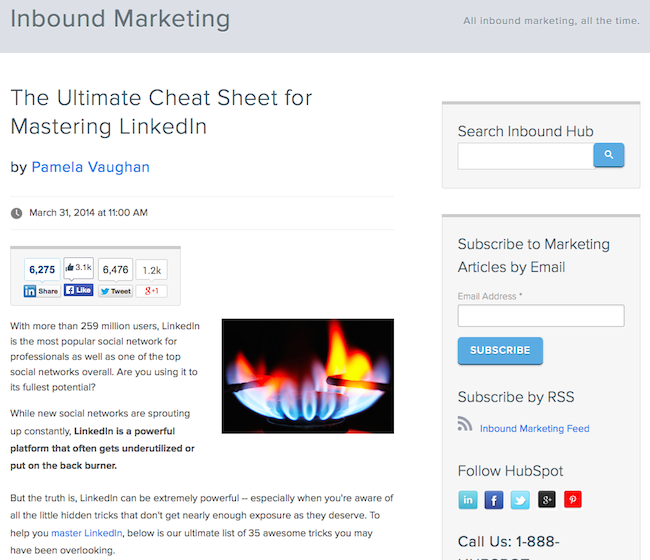 Inbound Marketing
All inbound marketing, all the time.
The Ultimate Cheat Sheet for
Mastering LinkedIn
by Pamela Vaughan
March 31, 2014 at 11:00 AM
6,275
3.1k
6,476
1.2k
in Share
f Like
Tweet
g+1
With more than 259 million users, LinkedIn
is the most popular social network for
professionals as well as one of the top
social networks overall. Are you using it to
its fullest potential?
While new social networks are sprouting
up constantly, LinkedIn is a powerful
platform that often gets underutilized or
put on the back burner.
But the truth is, LinkedIn can be extremely powerful -- especially when you're aware of
all the little hidden tricks that don't get nearly enough exposure as they deserve. To
help you master LinkedIn, below is our ultimate list of 35 awesome tricks you may
have been overlooking.
Search Inbound Hub
Subscribe to Marketing
Articles by Email
Email Address *
SUBSCRIBE
Subscribe by RSS
Inbound Marketing Feed
Follow HubSpot
in f g+
Call Us: 1-888-